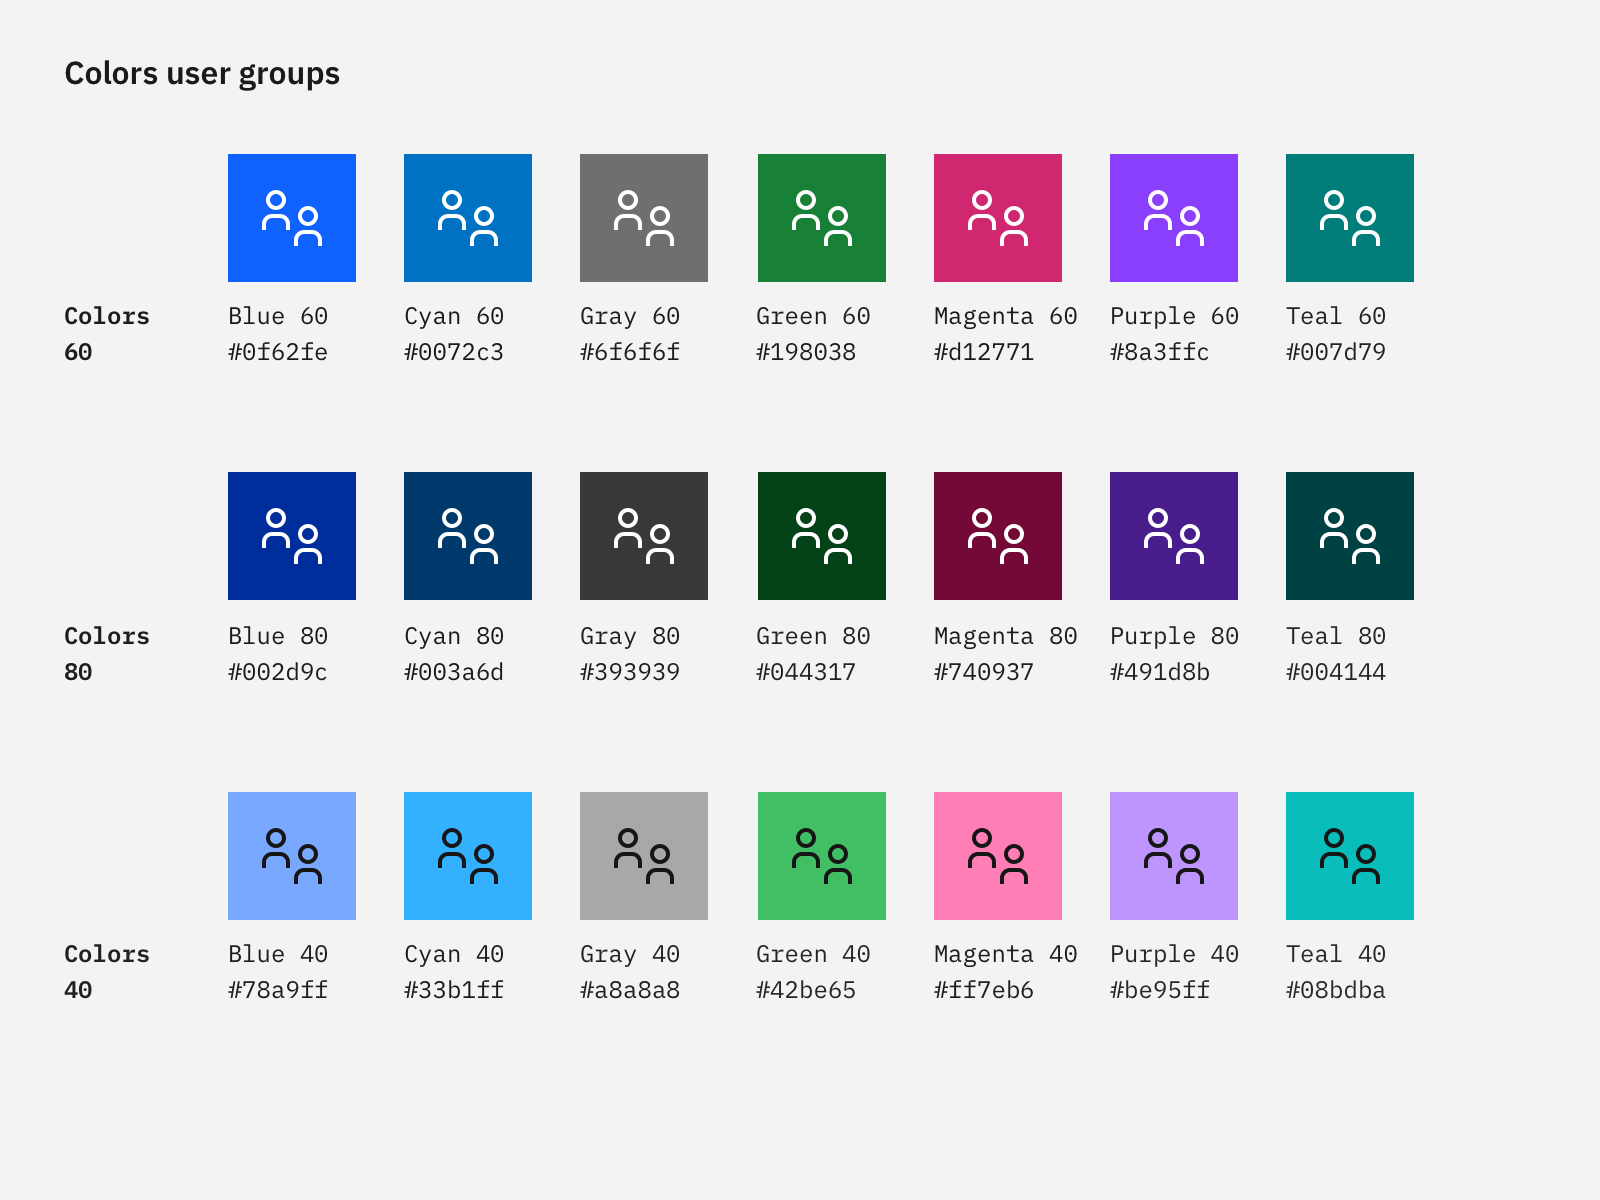 Colors user groups
Colors
60
Blue 60
#0f62fe
Cyan 60
#0072c3
Gray 60
#6f6f6f
Green 60
#198038
Magenta 60
#d12771
Purple 60
#8a3ffc
Teal 60
#007d79
Colors
80
Blue 80
#002d9c
Cyan 80
#003a6d
Gray 80
#393939
Green 80
#044317
Magenta 80
#740937
Purple 80
#491d8b
Teal 80
#004144
Colors
40
Blue 40
#78a9ff
Cyan 40
#33b1ff
Gray 40
#a8a8a8
Green 40
#42be65
Magenta 40
#ff7eb6
Purple 40
#be95ff
Teal 40
#08bdba